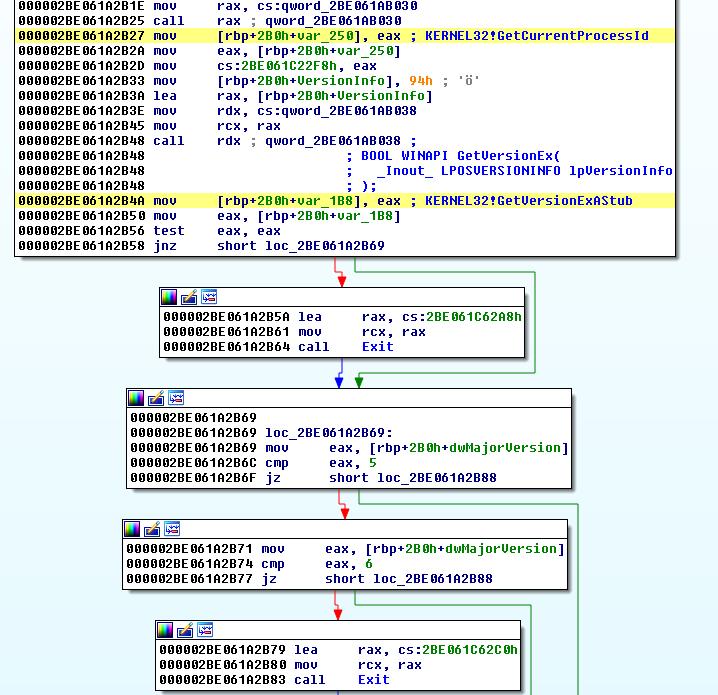 000002BE061A2B1E mov rax, cs:qword_2BE061AB030
000002BE061A2B25 call rax ; qword_2BE061AB030
000002BE061A2B27 mov [rbp+2B0h+var_250], eax ; KERNEL32!GetCurrentProcessId
000002BE061A2B2A mov eax, [rbp+2B0h+var_250]
000002BE061A2B2D mov cs:2BE061C22F8h, eax
000002BE061A2B33 mov [rbp+2B0h+VersionInfo], 94h ; 'ö'
000002BE061A2B3A lea rax, [rbp+2B0h+VersionInfo]
000002BE061A2B3E mov rdx, cs:qword_2BE061AB038
000002BE061A2B45 mov rcx, rax
000002BE061A2B48 call rdx ; qword_2BE061AB038 ;
000002BE061A2B48 ; BOOL WINAPI GetVersionEx(
000002BE061A2B48 ; _Inout_ LPOSVERSIONINFO lpVersionInfo
000002BE061A2B48 ; );
000002BE061A2B4A mov [rbp+2B0h+var_1B8], eax ; KERNEL32!GetVersionExAStub
000002BE061A2B50 mov eax, [rbp+2B0h+var_1B8]
000002BE061A2B56 test eax, eax
000002BE061A2B58 jnz short loc_2BE061A2B69
000002BE061A2B5A lea rax, cs:2BE061C62A8h
000002BE061A2B61 mov rcx, rax
000002BE061A2B64 call Exit
000002BE061A2B69
000002BE061A2B69 loc_2BE061A2B69:
000002BE061A2B69 mov eax, [rbp+2B0h+dwMajorVersion]
000002BE061A2B6C cmp eax, 5
000002BE061A2B6F jz short loc_2BE061A2B88
000002BE061A2B71 mov eax, [rbp+2B0h+dwMajorVersion]
000002BE061A2B74 cmp eax, 6
000002BE061A2B77 jz short loc_2BE061A2B88
000002BE061A2B79 lea rax, cs:2BE061C62C0h
000002BE061A2B80 mov rcx, rax
000002BE061A2B83 call Exit